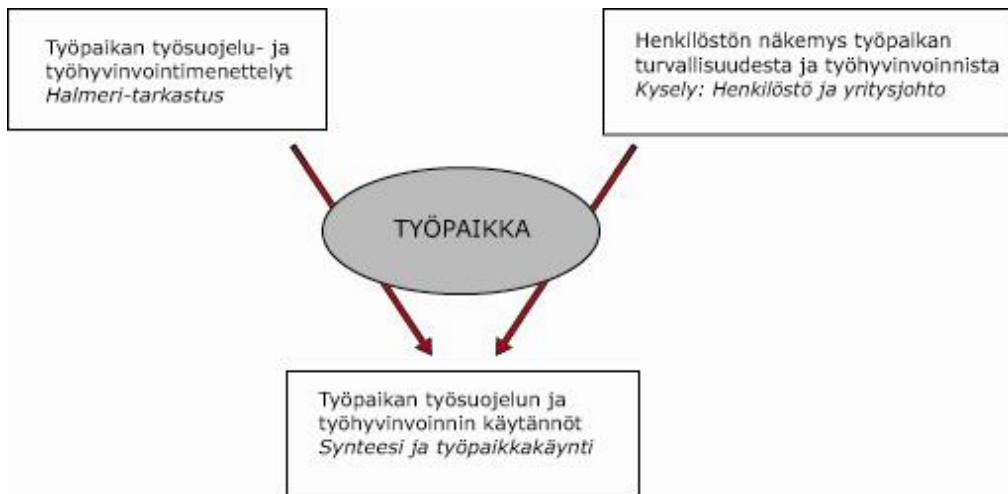 Työpaikan työsuojelu- ja
työhyvinvointimenettelyt
Halmeri-tarkastus
Henkilöstön näkemys työpaikan
turvallisuudesta ja työhyvinvoinnista
Kysely: Henkilöstö ja yritysjohto
TYÖPAIKKA
Työpaikan työsuojelun ja
työhyvinvoinnin käytännöt
Synteesi ja työpaikkakäynti